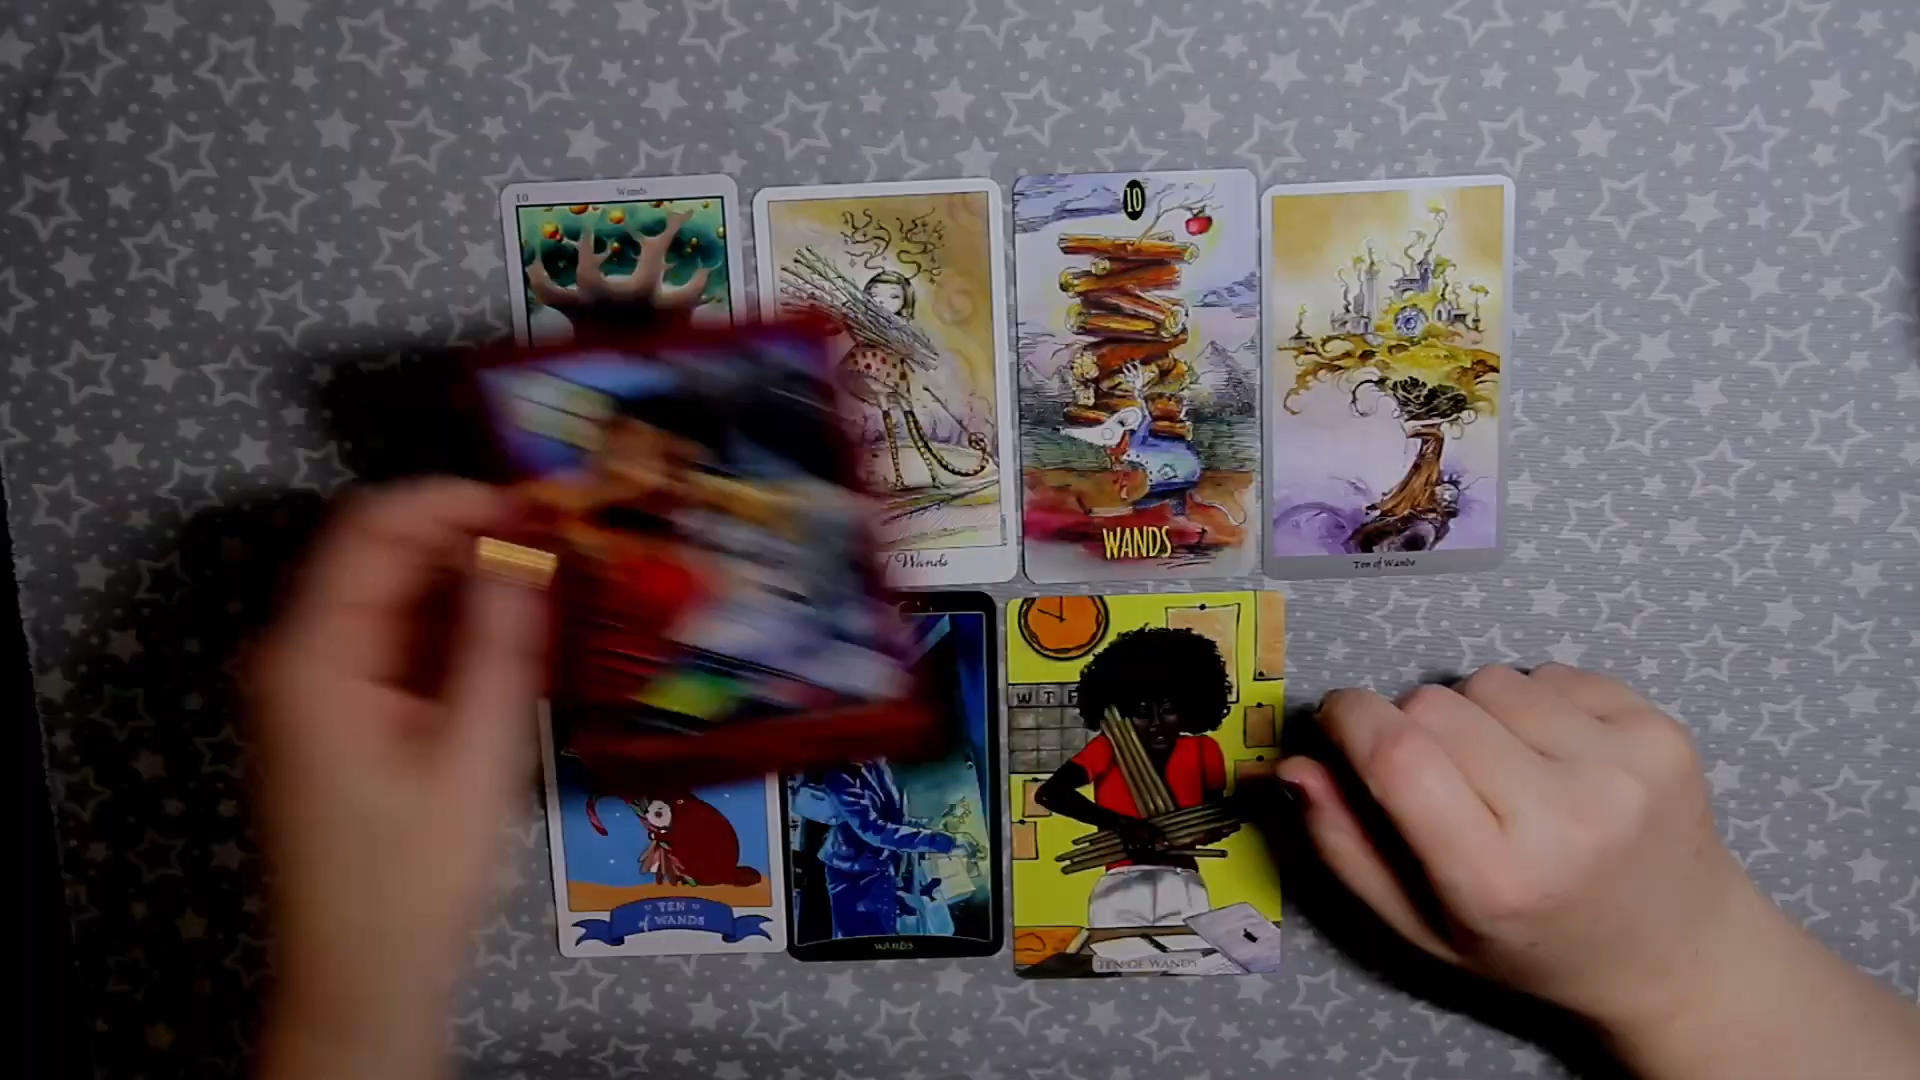 10 Wands
Wands
10
WANDS
Ten of Wands
TEN
of WANDS
WANDS
W T F
TEN OF WANDS